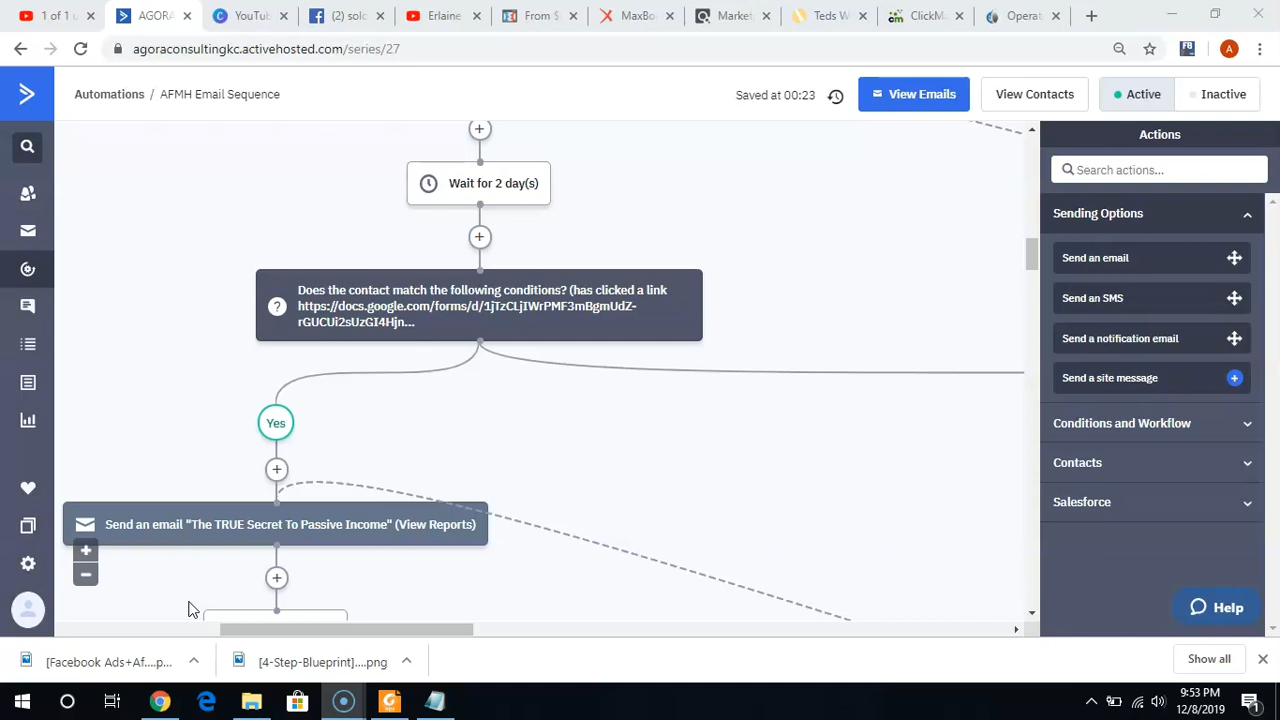 1 of 1 u
AGORA
YouTub
(2) solo
Erlaine
From $
MaxBo
Market
Teds W
ClickMa
Operat
agoraconsultingkc.activehosted.com/series/27
F8
A
Automations / AFMH Email Sequence
Saved at 00:23
View Emails
View Contacts
Active
Inactive
Actions
Search actions...
Wait for 2 day(s)
Sending Options
Send an email
Does the contact match the following conditions? (has clicked a link
https://docs.google.com/forms/d/1jTzCLjIWrPMF3mBgmUdZ-
rGUCUi2sUzGI4Hjn...
Send an SMS
Send a notification email
Send a site message
Yes
Conditions and Workflow
Contacts
Salesforce
Send an email "The TRUE Secret To Passive Income" (View Reports)
Help
[Facebook Ads+Af....p...
[4-Step-Blueprint]....png
Show all
9:53 PM
12/8/2019
1